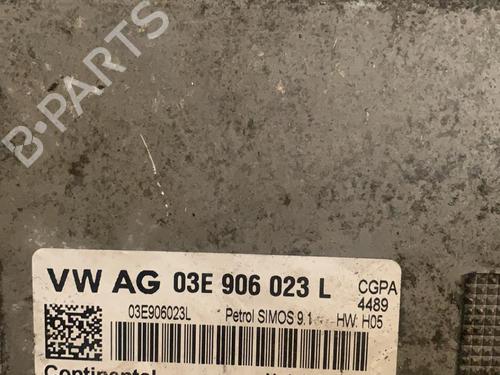 B-PARTS
VW AG 03E 906 023 L
CGPA
4489
03E906023L Petrol SIMOS 9.1 HW: H05
Continental